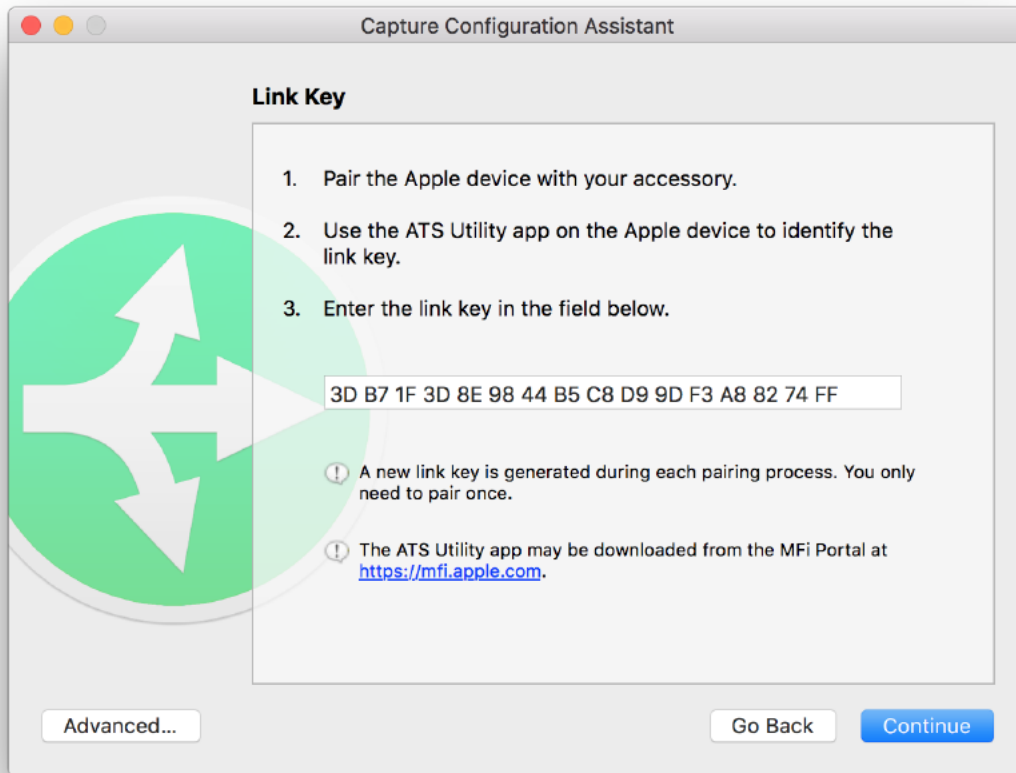 Capture Configuration Assistant
Link Key
1. Pair the Apple device with your accessory.
2. Use the ATS Utility app on the Apple device to identify the
link key.
3. Enter the link key in the field below.
3D B7 1F 3D 8E 98 44 B5 C8 D9 9D F3 A8 82 74 FF
A new link key is generated during each pairing process. You only
need to pair once.
The ATS Utility app may be downloaded from the MFi Portal at
https://mfi.apple.com.
Advanced...
Go Back
Continue